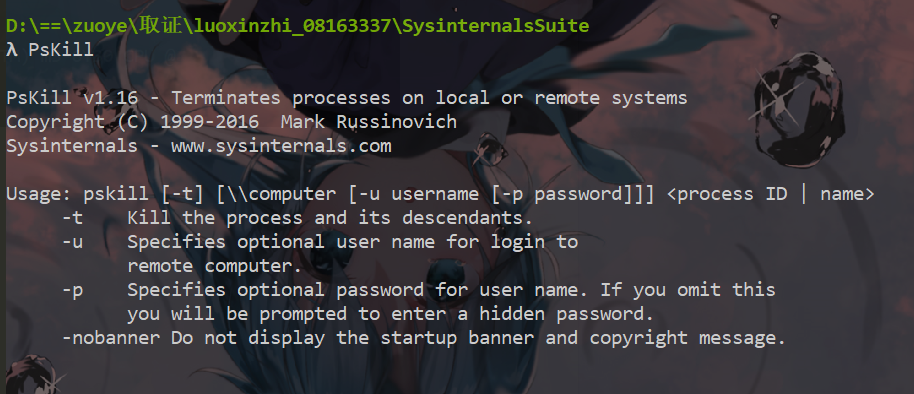 D:\==\zuoye\取证\luoxinzhi_08163337\SysinternalsSuite
λ PsKill
PsKill v1.16 - Terminates processes on local or remote systems
Copyright (C) 1999-2016  Mark Russinovich
Sysinternals - www.sysinternals.com
Usage: pskill [-t] [\\computer [-u username [-p password]]] <process ID | name>
     -t    Kill the process and its descendants.
     -u    Specifies optional user name for login to
           remote computer.
     -p    Specifies optional password for user name. If you omit this
           you will be prompted to enter a hidden password.
     -nobanner Do not display the startup banner and copyright message.